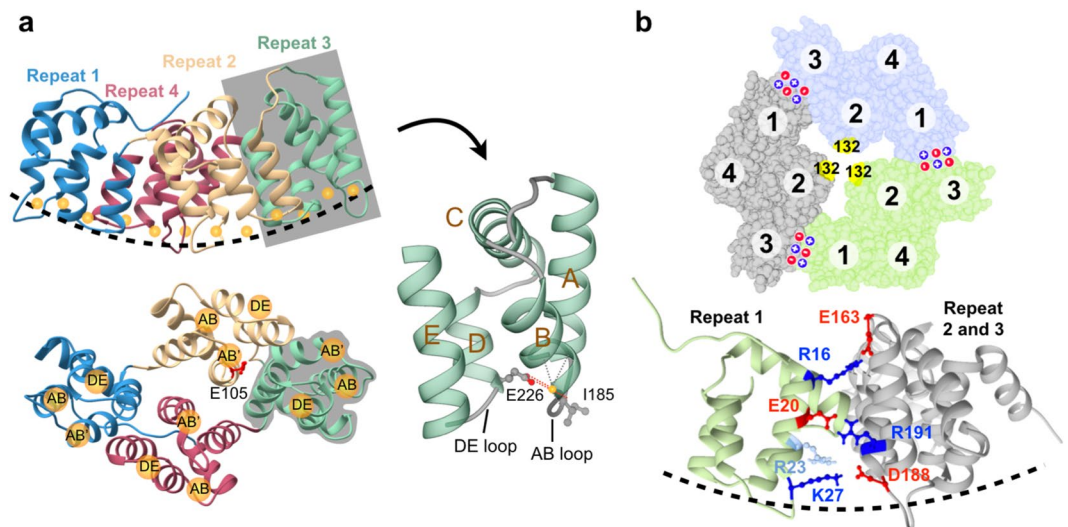 a
Repeat 3
Repeat 2
Repeat 1
Repeat 4
AB
DE
AB'
E105
DE
AB
AB'
AB'
AB
DE
AB'
DE
AB
C
A
E
D
B
E226
I185
DE loop
AB loop
b
3
4
1
2
1
132
132
132
4
2
2
3
3
1
4
Repeat 1
E163
Repeat
2 and 3
R16
E20
R191
R23
D188
K27